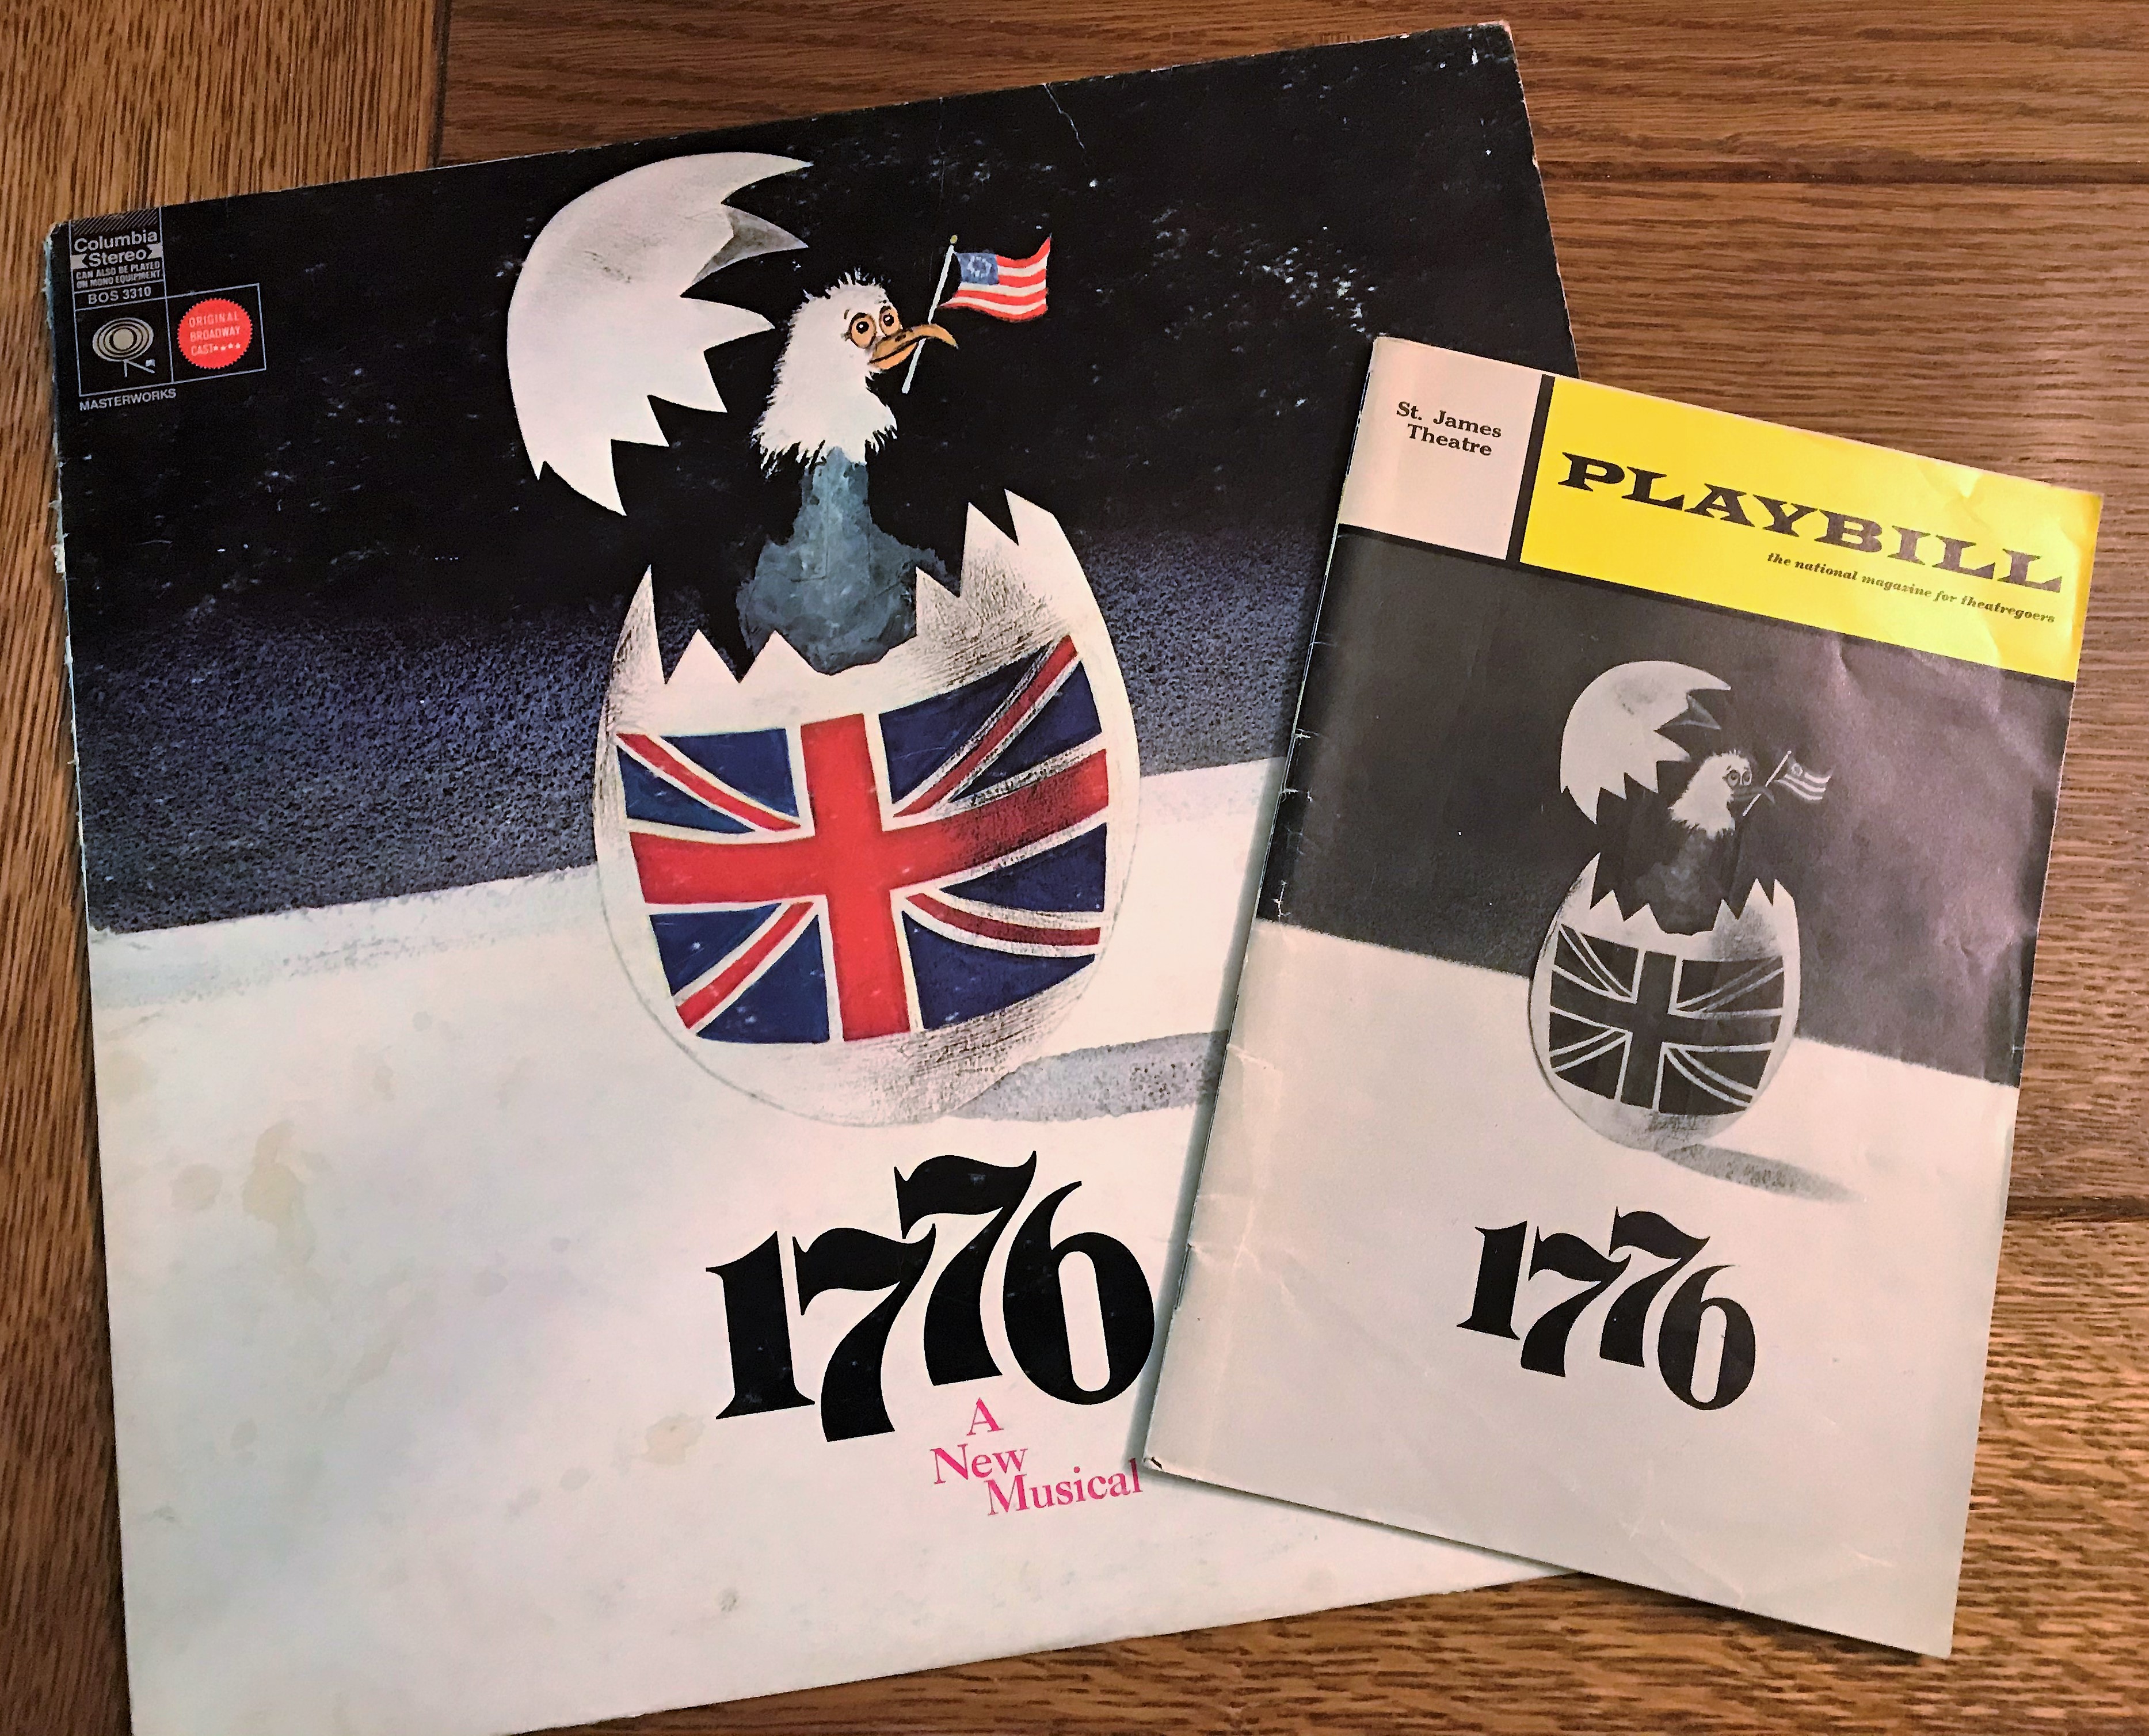 Columbia
Stereo
CAN ALSO BE PLAYED
ON MONO EQUIPMENT
BOS 3310
ORIGINAL
BROADWAY
CAST
MASTERWORKS
1776
A
New
Musical
St. James
Theatre
PLAYBILL
the national magazine for theatregoers
1776